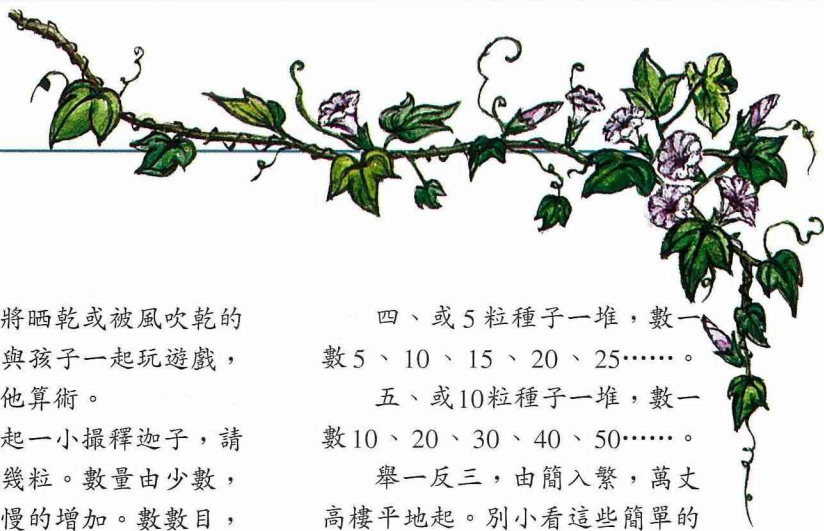 將晒乾或被風吹乾的
與孩子一起玩遊戲，
他算術。
起一小撮釋迦子，請
幾粒。數量由少數，
慢的增加。數數目，
四、或5粒種子一堆，數一
數5、10、15、20、25……。
五、或10粒種子一堆，數一
數10、20、30、40、50……。
舉一反三，由簡入繁，萬丈
高樓平地起。別小看這些簡單的